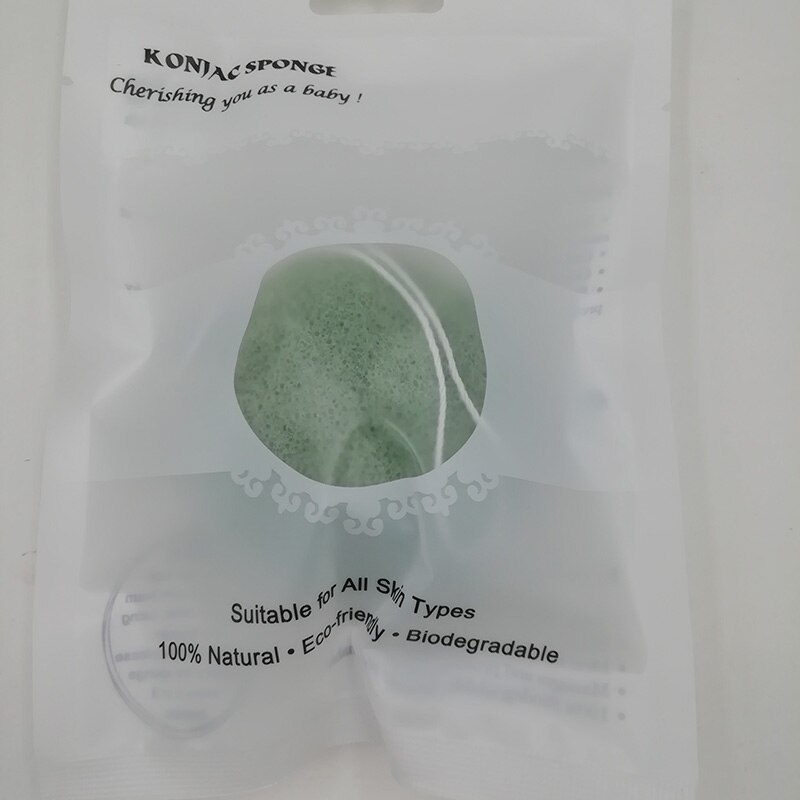 KONJAC SPONGE
Cherishing you as a baby !
Suitable for All Skin Types
100% Natural • Eco-friendly • Biodegradable